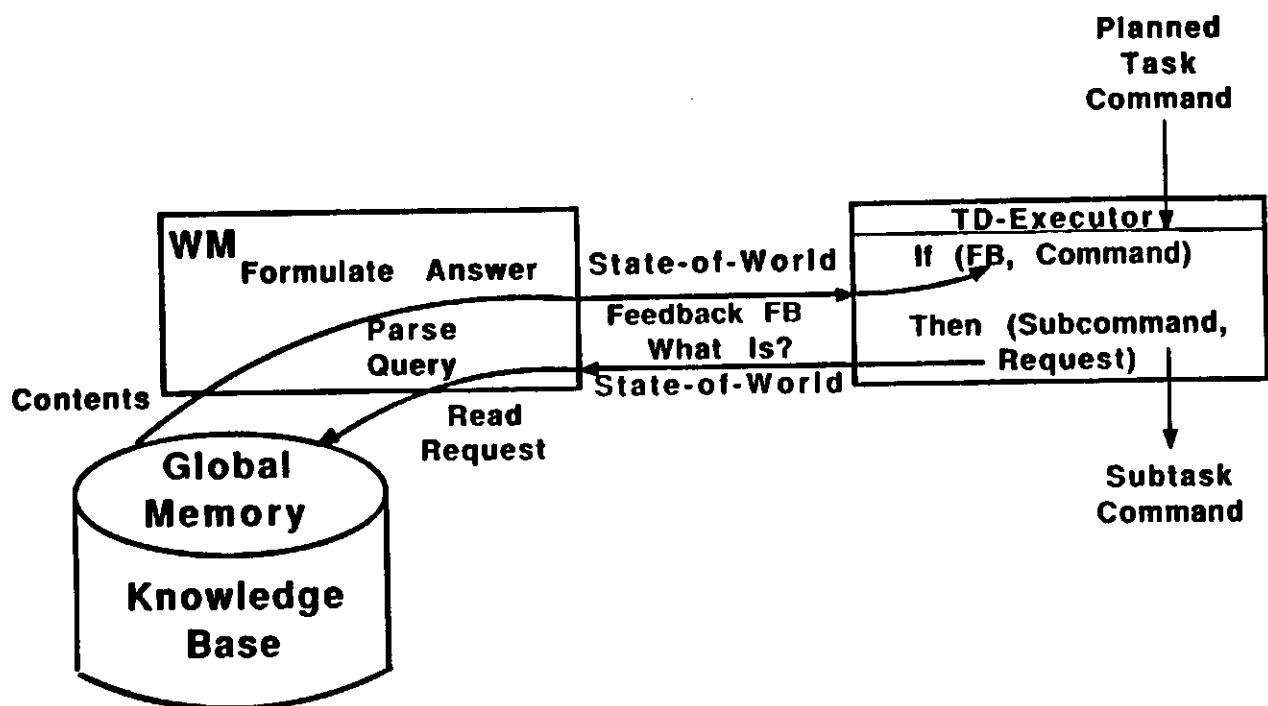 Planned
Task
Command
WM
Formulate Answer
Parse
Query
State-of-World
Feedback FB
What Is?
State-of-World
TD-Executor
If (FB, Command)
Then (Subcommand,
Request)
Contents
Read
Request
Global
Memory
Knowledge
Base
Subtask
Command